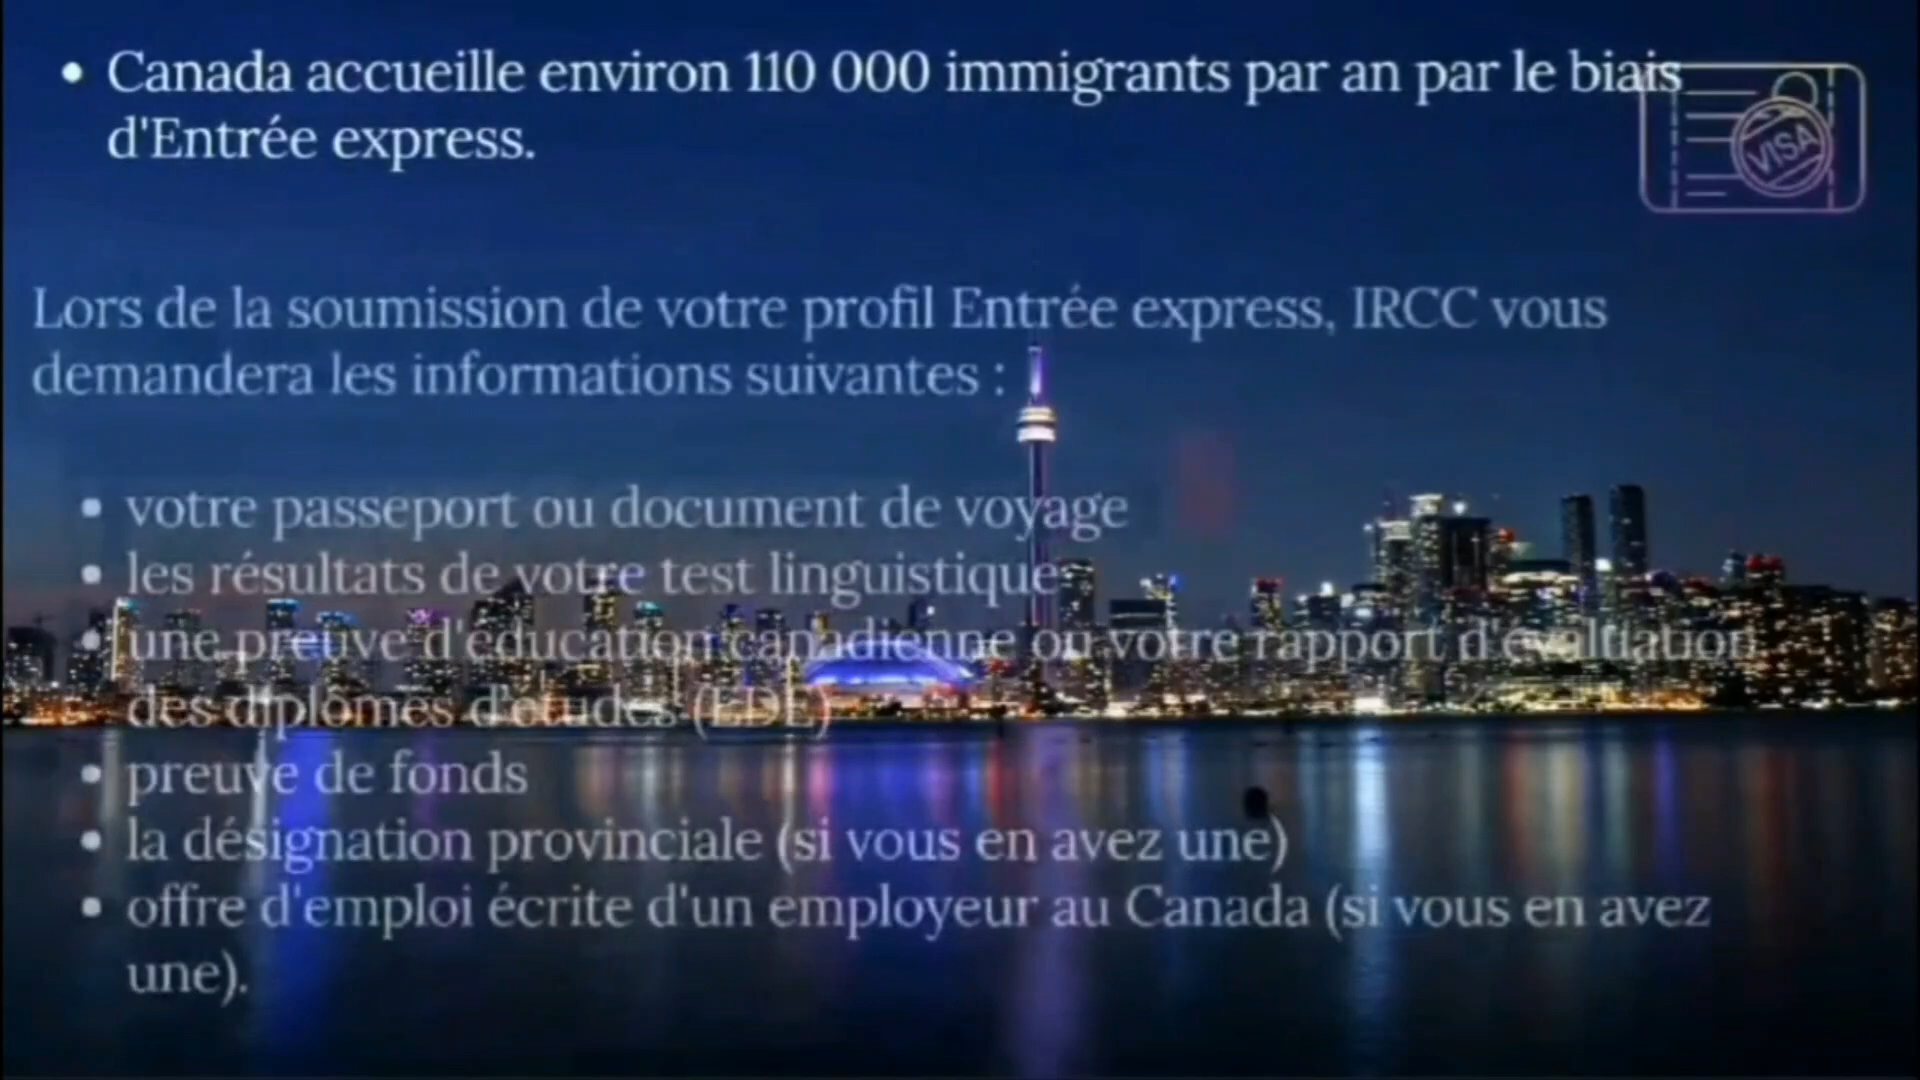 • Canada accueille environ 110 000 immigrants par an par le biais
d'Entrée express.
VISA
Lors de la soumission de votre profil Entrée express, IRCC vous
demandera les informations suivantes :
• votre passeport ou document de voyage
• les résultats de votre test linguistique
• une preuve d'éducation canadienne ou votre rapport d'évaluation
des diplômes d'études (EDE)
• preuve de fonds
• la désignation provinciale (si vous en avez une)
• offre d'emploi écrite d'un employeur au Canada (si vous en avez
une).